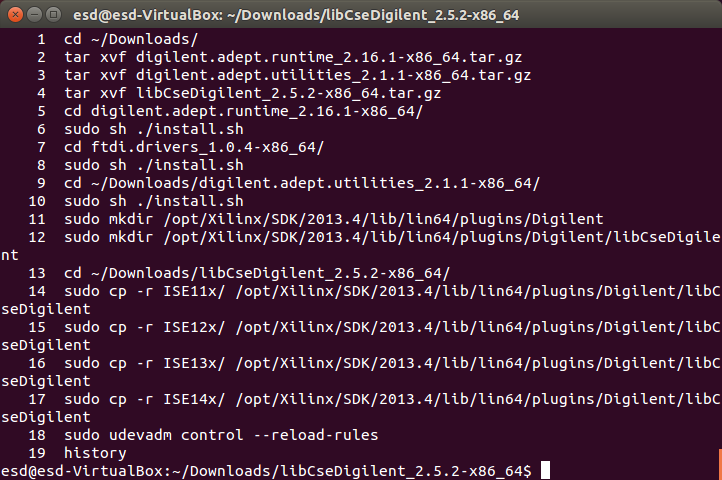 esd@esd-VirtualBox: ~/Downloads/libCseDigilent_2.5.2-x86_64
1 cd ~/Downloads/
2 tar xvf digilent.adept.runtime_2.16.1-x86_64.tar.gz
3 tar xvf digilent.adept.utilities_2.1.1-x86_64.tar.gz
4 tar xvf libCseDigilent_2.5.2-x86_64.tar.gz
5 cd digilent.adept.runtime_2.16.1-x86_64/
6 sudo sh ./install.sh
7 cd ftdi.drivers_1.0.4-x86_64/
8 sudo sh ./install.sh
9 cd ~/Downloads/digilent.adept.utilities_2.1.1-x86_64/
10 sudo sh ./install.sh
11 sudo mkdir /opt/Xilinx/SDK/2013.4/lib/lin64/plugins/Digilent
12 sudo mkdir /opt/Xilinx/SDK/2013.4/lib/lin64/plugins/Digilent/libCseDigile
nt
13 cd ~/Downloads/libCseDigilent_2.5.2-x86_64/
14 sudo cp -r ISE11x/ /opt/Xilinx/SDK/2013.4/lib/lin64/plugins/Digilent/libC
seDigilent
15 sudo cp -r ISE12x/ /opt/Xilinx/SDK/2013.4/lib/lin64/plugins/Digilent/libC
seDigilent
16 sudo cp -r ISE13x/ /opt/Xilinx/SDK/2013.4/lib/lin64/plugins/Digilent/libC
seDigilent
17 sudo cp -r ISE14x/ /opt/Xilinx/SDK/2013.4/lib/lin64/plugins/Digilent/libC
seDigilent
18 sudo udevadm control --reload-rules
19 history
esd@esd-VirtualBox:~/Downloads/libCseDigilent_2.5.2-x86_64$